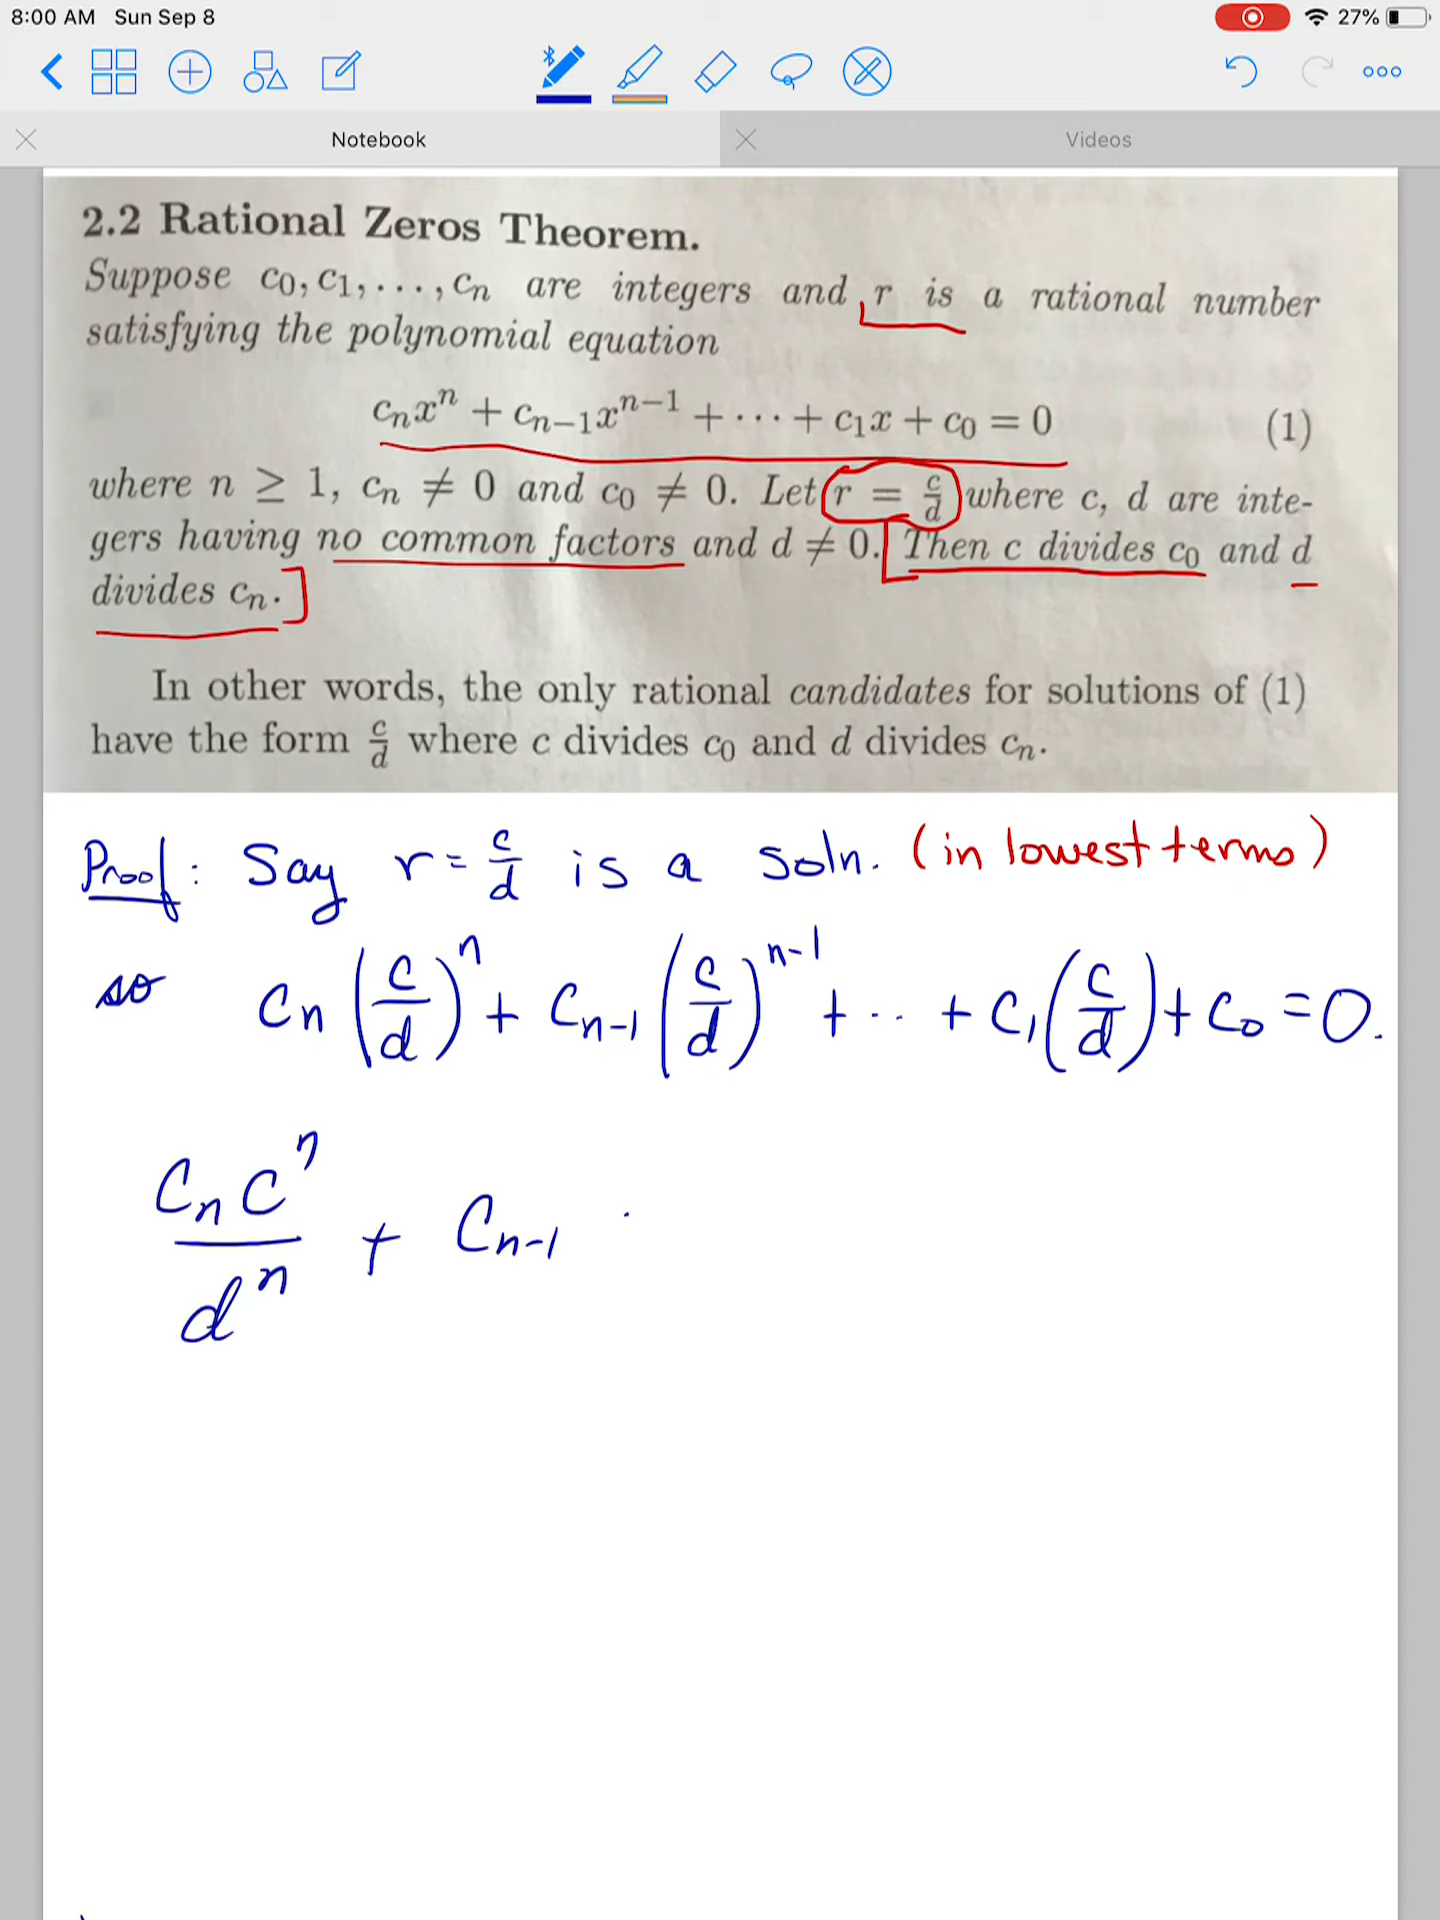 8:00 AM Sun Sep 8 27%
Notebook Videos
2.2 Rational Zeros Theorem.
Suppose c₀, c₁, . . . , cₙ are integers and r is a rational number
satisfying the polynomial equation
cₙxⁿ + cₙ₋₁xⁿ⁻¹ + · · · + c₁x + c₀ = 0 (1)
where n ≥ 1, cₙ ≠ 0 and c₀ ≠ 0. Let r = c/d where c, d are inte-
gers having no common factors and d ≠ 0. Then c divides c₀ and d
divides cₙ.
In other words, the only rational candidates for solutions of (1)
have the form c/d where c divides c₀ and d divides cₙ.
Proof: Say r = c/d is a soln. (in lowest terms)
so cₙ(c/d)ⁿ + cₙ₋₁(c/d)ⁿ⁻¹ + ·· + c₁(c/d) + c₀ = 0.
cₙcⁿ/dⁿ + cₙ₋₁